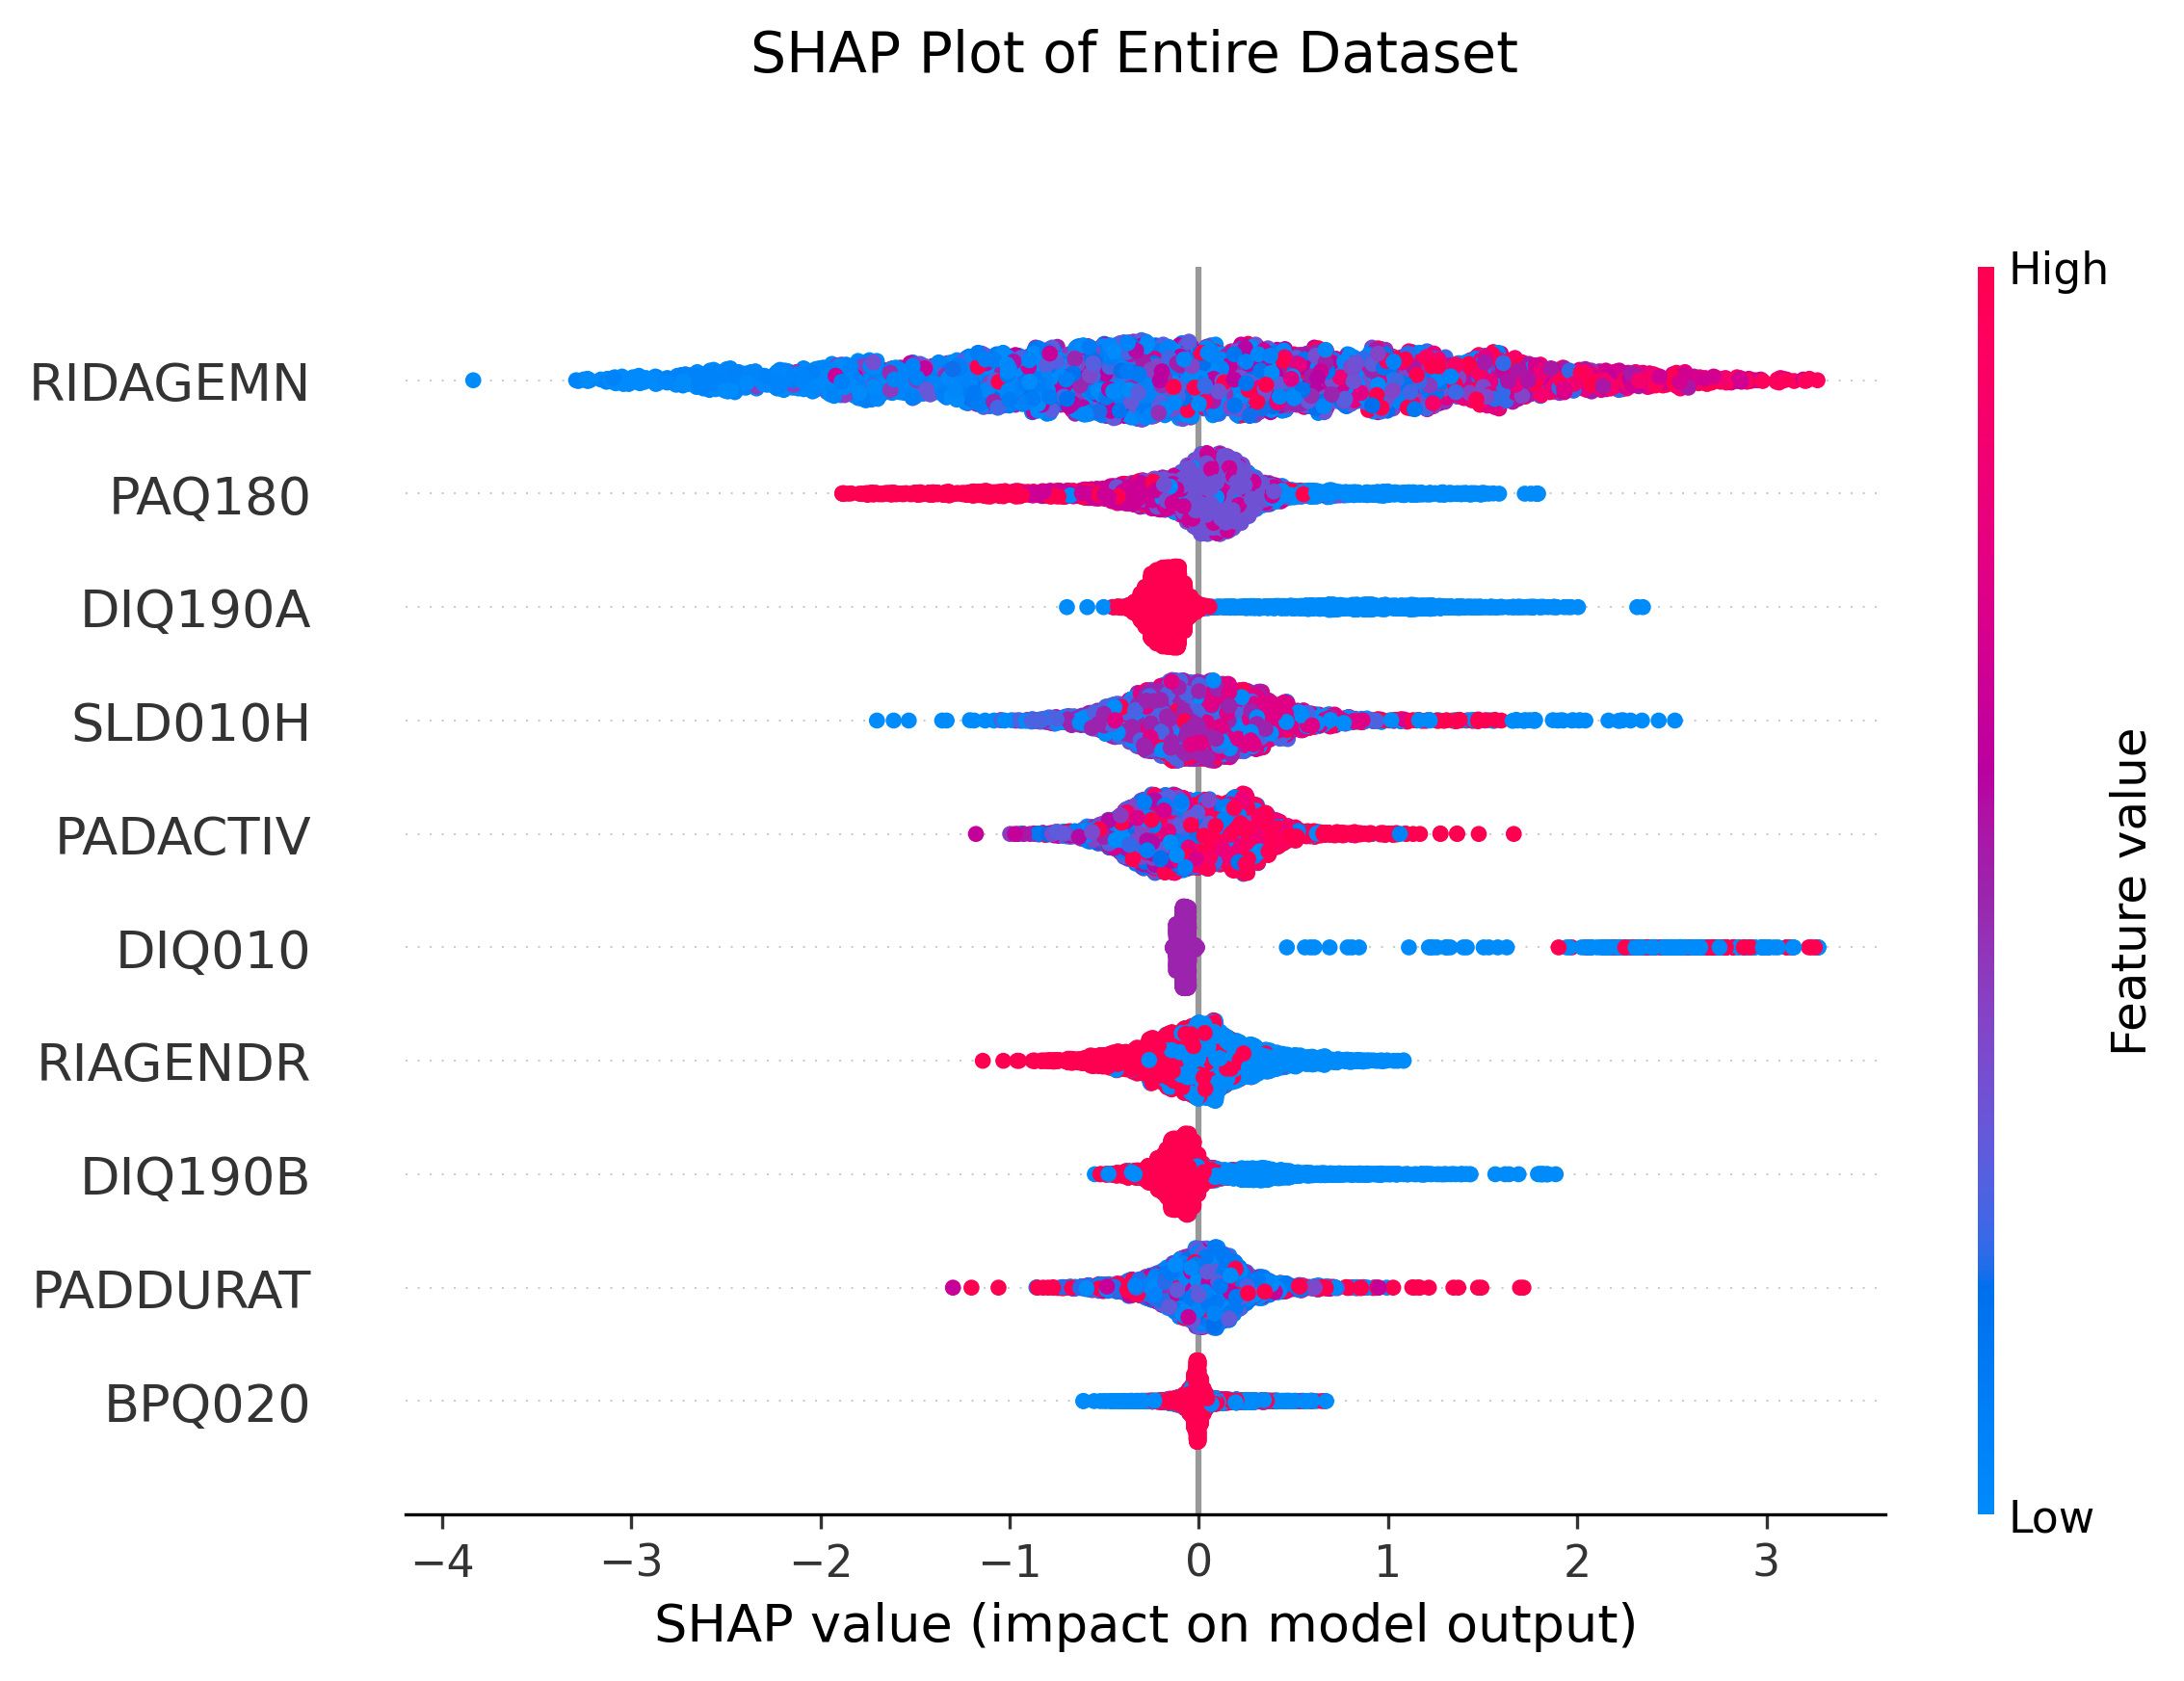 SHAP Plot of Entire Dataset
High
RIDAGEMN
PAQ180
DIQ190A
SLD010H
PADACTIV
DIQ010
RIAGENDR
DIQ190B
PADDURAT
BPQ020
Feature value
Low
−4 −3 −2 −1 0 1 2 3
SHAP value (impact on model output)